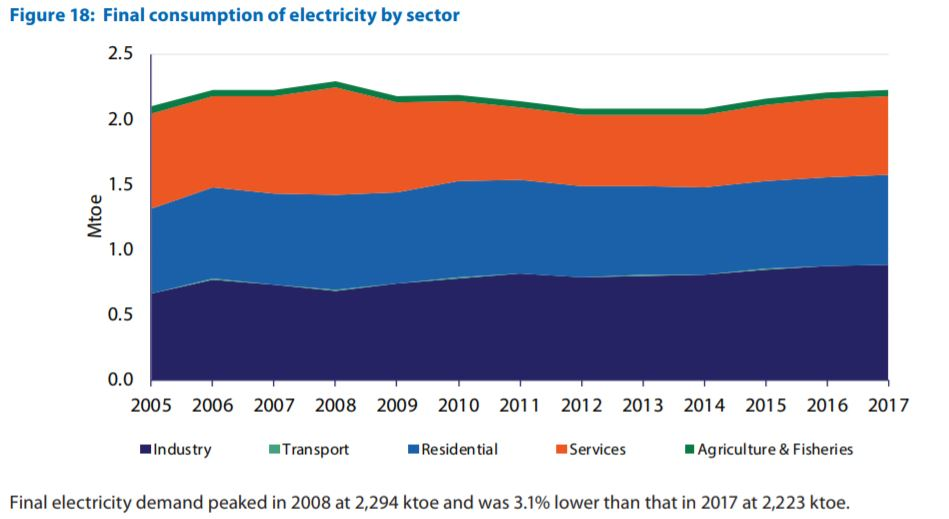 Figure 18: Final consumption of electricity by sector
2.5
2.0
1.5
1.0
0.5
0.0
Mtoe
2005 2006 2007 2008 2009 2010 2011 2012 2013 2014 2015 2016 2017
Industry Transport Residential Services Agriculture & Fisheries
Final electricity demand peaked in 2008 at 2,294 ktoe and was 3.1% lower than that in 2017 at 2,223 ktoe.